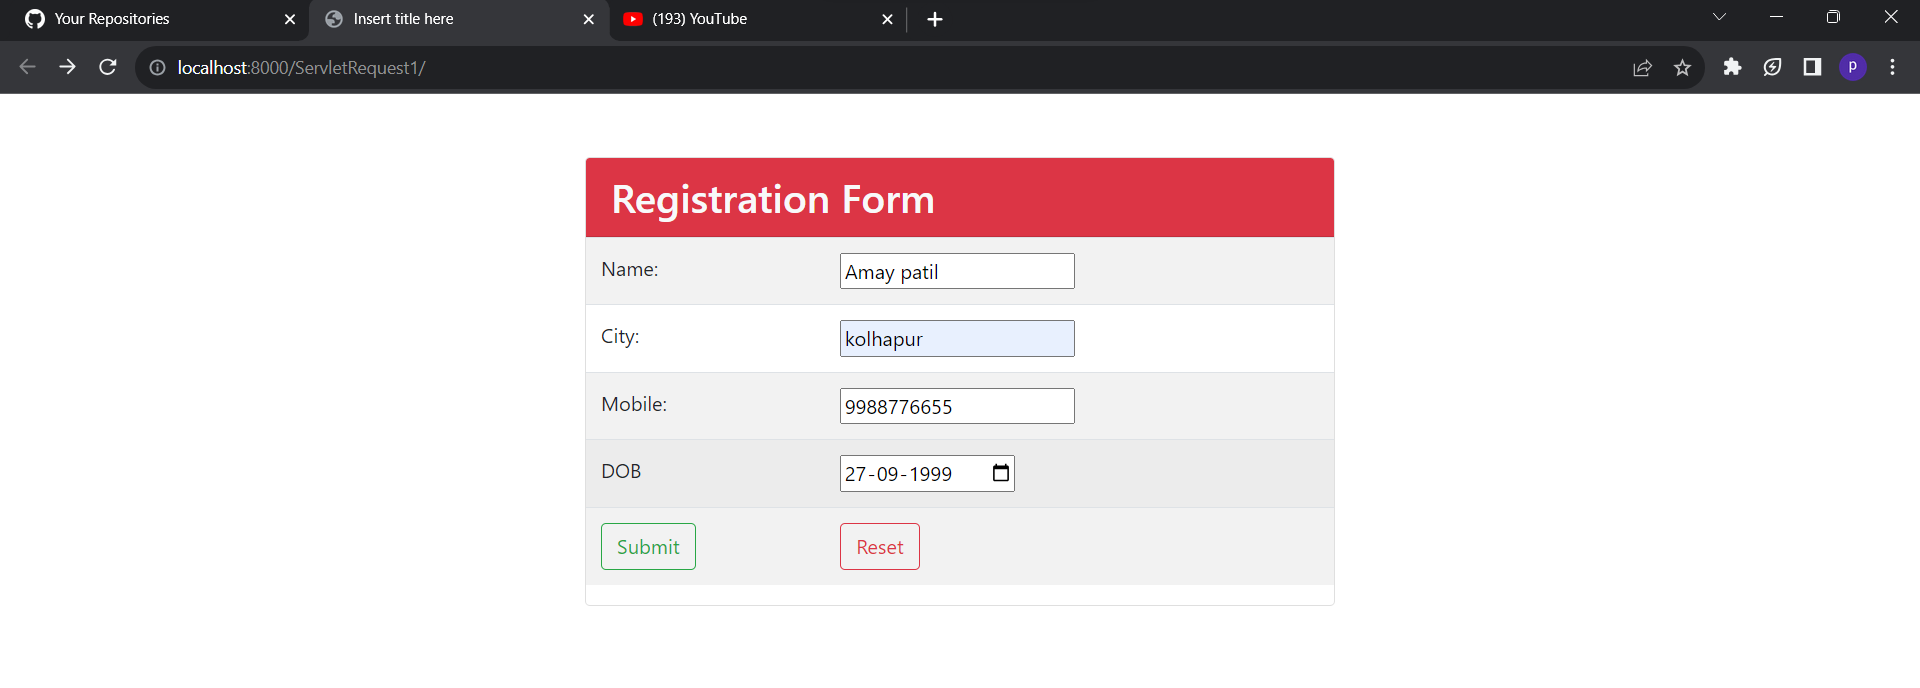 Your Repositories Insert title here (193) YouTube
localhost:8000/ServletRequest1/ p
Registration Form
Name: Amay patil
City: kolhapur
Mobile: 9988776655
DOB 27-09-1999
Submit Reset